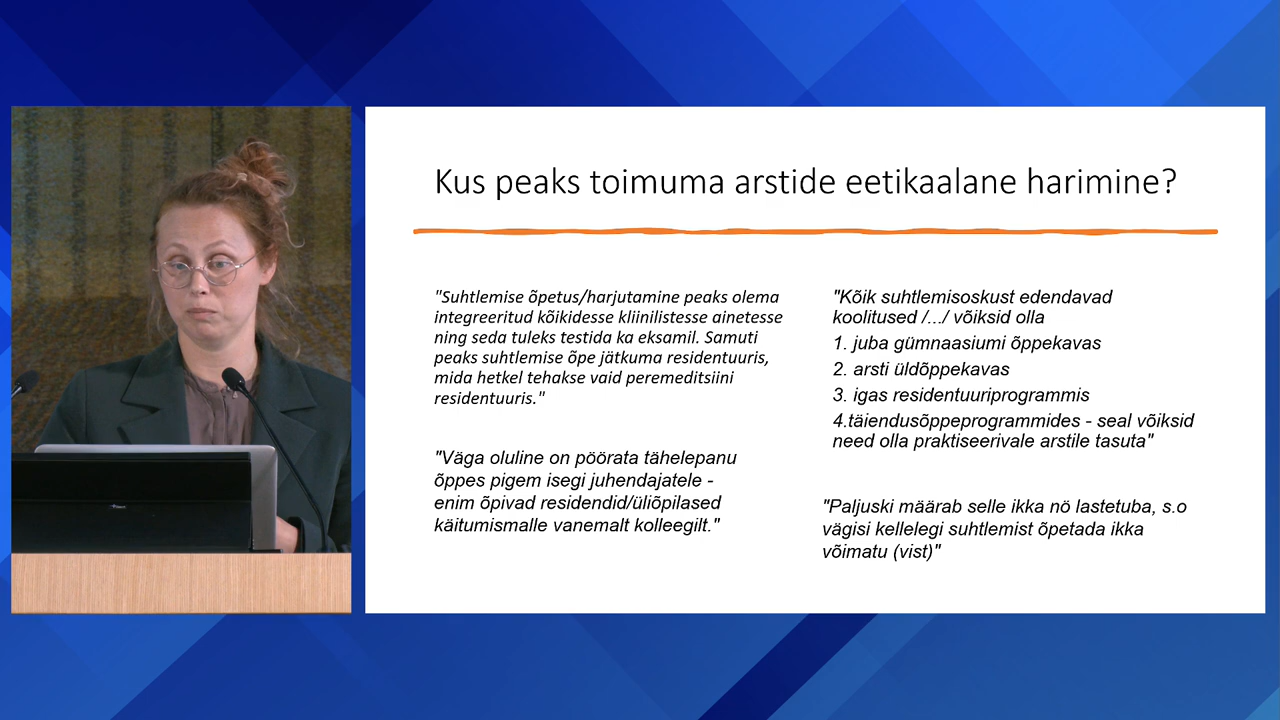 Kus peaks toimuma arstide eetikaalane harimine?
"Suhtlemise õpetus/harjutamine peaks olema
integreeritud kõikidesse kliinilistesse ainetesse
ning seda tuleks testida ka eksamil. Samuti
peaks suhtlemise õpe jätkuma residentuuris,
mida hetkel tehakse vaid peremeditsiini
residentuuris."
"Väga oluline on pöörata tähelepanu
õppes pigem isegi juhendajatele -
enim õpivad residendid/üliõpilased
käitumismalle vanemalt kolleegilt."
"Kõik suhtlemisoskust edendavad
koolitused /.../ võiksid olla
1. juba gümnaasiumi õppekavas
2. arsti üldõppekavas
3. igas residentuuriprogrammis
4.täiendusõppeprogrammides - seal võiksid
need olla praktiseerivale arstile tasuta"
"Paljuski määrab selle ikka nö lastetuba, s.o
vägisi kellelegi suhtlemist õpetada ikka
võimatu (vist)"